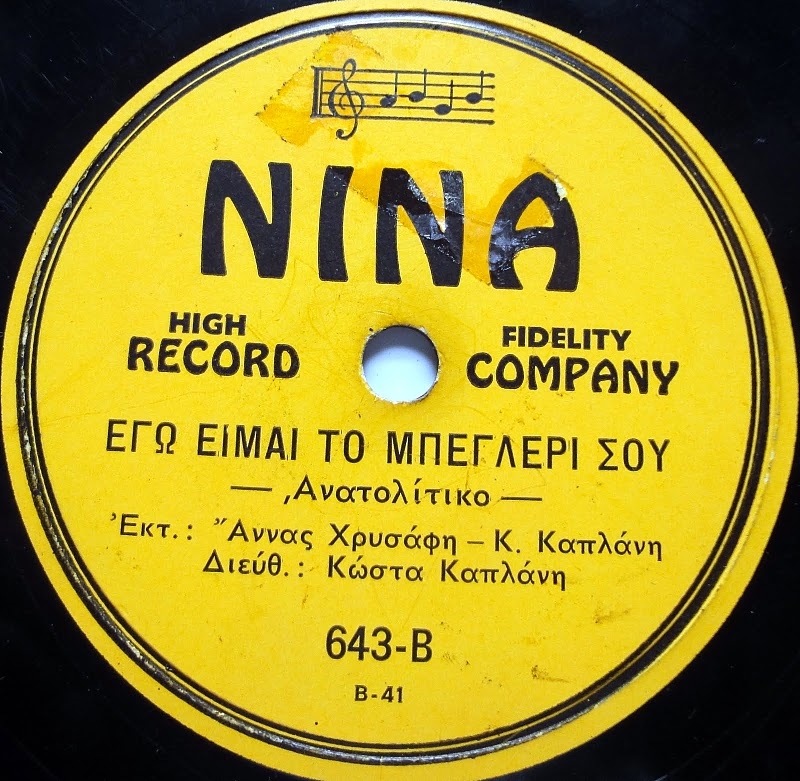 NINA
HIGH FIDELITY
RECORD COMPANY
ΕΓΩ ΕΙΜΑΙ ΤΟ ΜΠΕΓΛΕΡΙ ΣΟΥ
— ,Ανατολίτικο —
Ἐκτ.: Ἄννας Χρυσάφη – Κ. Καπλάνη
Διεύθ.: Κώστα Καπλάνη
643-B
B-41